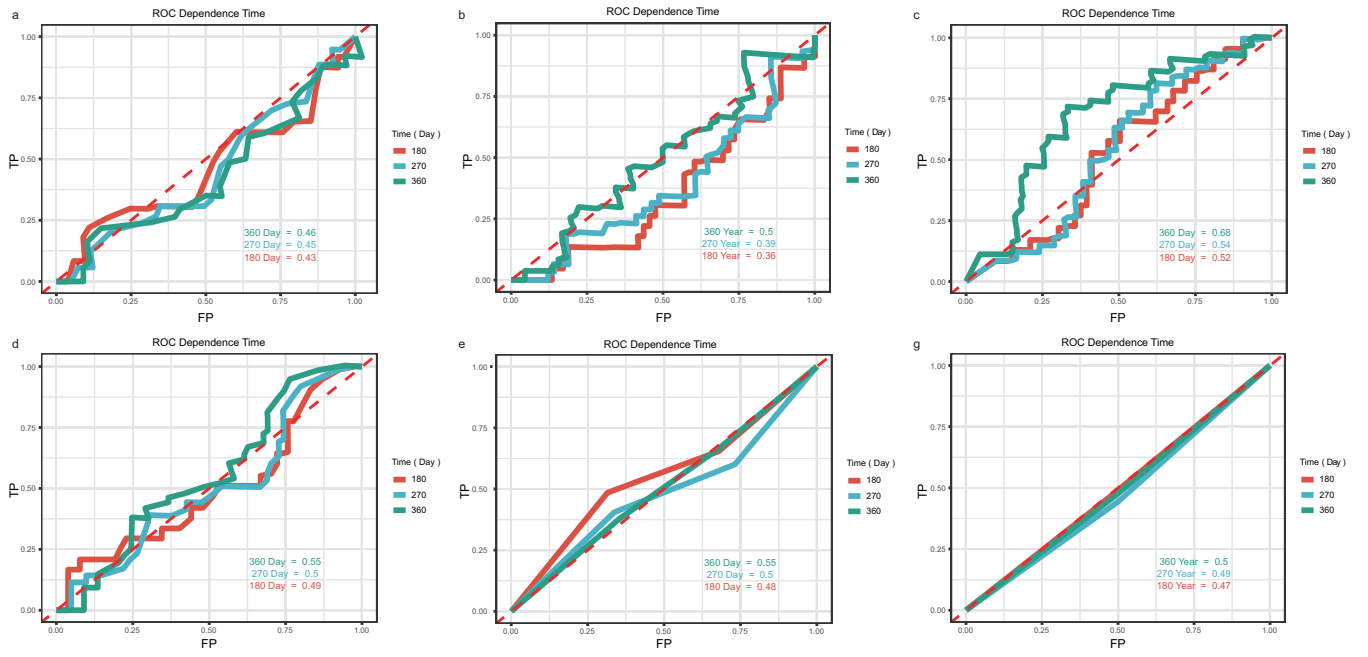 a
ROC Dependence Time
1.00
0.75
0.50
0.25
0.00
TP
0.00
0.25
0.50
0.75
1.00
FP
360 Day = 0.46
270 Day = 0.45
180 Day = 0.43
Time ( Day )
180
270
360
b
ROC Dependence Time
1.00
0.75
0.50
0.25
0.00
TP
0.00
0.25
0.50
0.75
1.00
FP
360 Year = 0.5
270 Year = 0.39
180 Year = 0.36
Time ( Day )
180
270
360
c
ROC Dependence Time
1.00
0.75
0.50
0.25
0.00
TP
0.00
0.25
0.50
0.75
1.00
FP
360 Day = 0.68
270 Day = 0.54
180 Day = 0.52
Time ( Day )
180
270
360
d
ROC Dependence Time
1.00
0.75
0.50
0.25
0.00
TP
0.00
0.25
0.50
0.75
1.00
FP
360 Day = 0.55
270 Day = 0.5
180 Day = 0.49
Time ( Day )
180
270
360
e
ROC Dependence Time
1.00
0.75
0.50
0.25
0.00
TP
0.00
0.25
0.50
0.75
1.00
FP
360 Day = 0.55
270 Day = 0.5
180 Day = 0.48
Time ( Day )
180
270
360
g
ROC Dependence Time
1.00
0.75
0.50
0.25
0.00
TP
0.00
0.25
0.50
0.75
1.00
FP
360 Year = 0.5
270 Year = 0.49
180 Year = 0.47
Time ( Day )
180
270
360